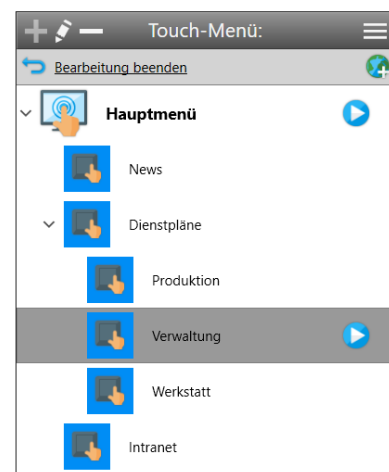 Touch-Menü:
Bearbeitung beenden
Hauptmenü
News
Dienstpläne
Produktion
Verwaltung
Werkstatt
Intranet